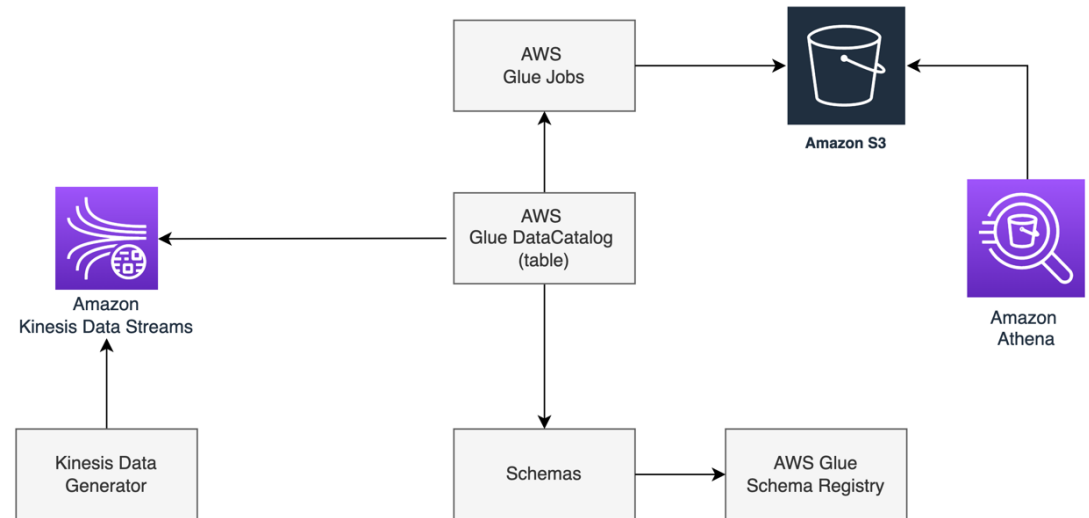 AWS
Glue Jobs
Amazon S3
AWS
Glue DataCatalog
(table)
Amazon
Kinesis Data Streams
Amazon
Athena
Kinesis Data
Generator
Schemas
AWS Glue
Schema Registry